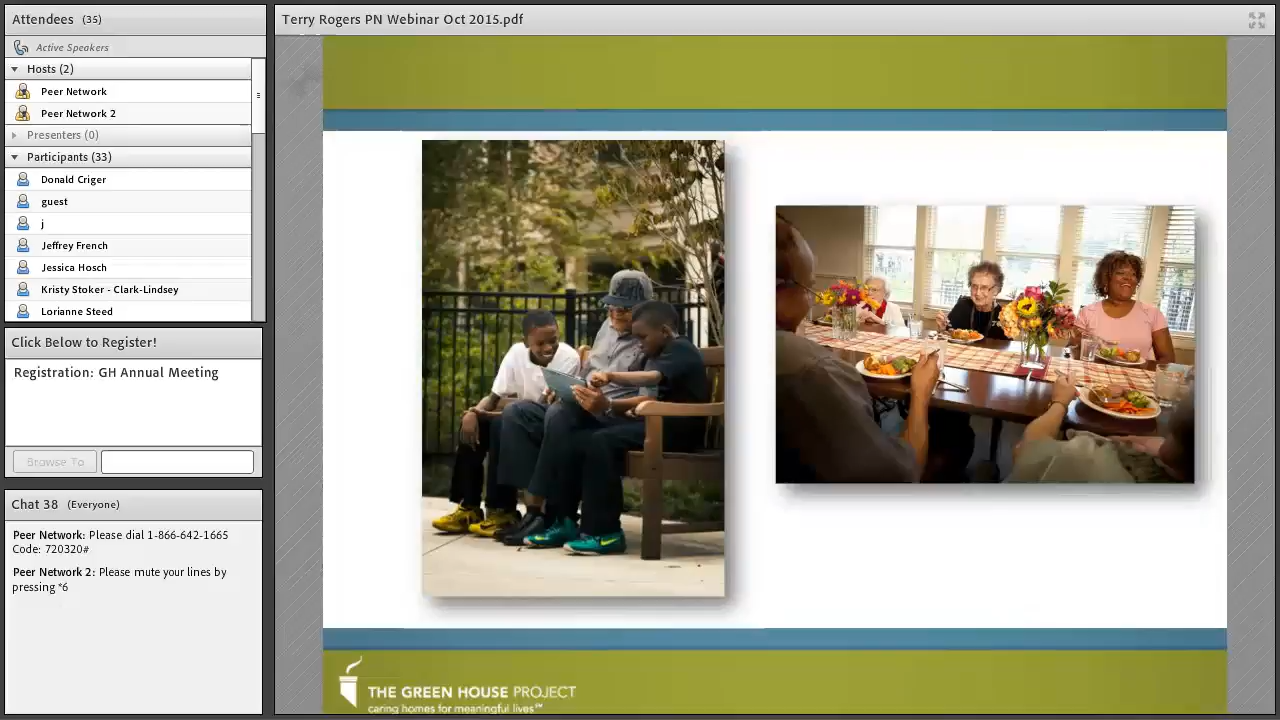 Attendees (35)
Active Speakers
Hosts (2)
Peer Network
Peer Network 2
Presenters (0)
Participants (33)
Donald Criger
guest
j
Jeffrey French
Jessica Hosch
Kristy Stoker - Clark-Lindsey
Lorianne Steed
Click Below to Register!
Registration: GH Annual Meeting
Browse To
Chat 38 (Everyone)
Peer Network: Please dial 1-866-642-1665
Code: 720320#
Peer Network 2: Please mute your lines by
pressing *6
Terry Rogers PN Webinar Oct 2015.pdf
THE GREEN HOUSE PROJECT
caring homes for meaningful lives℠